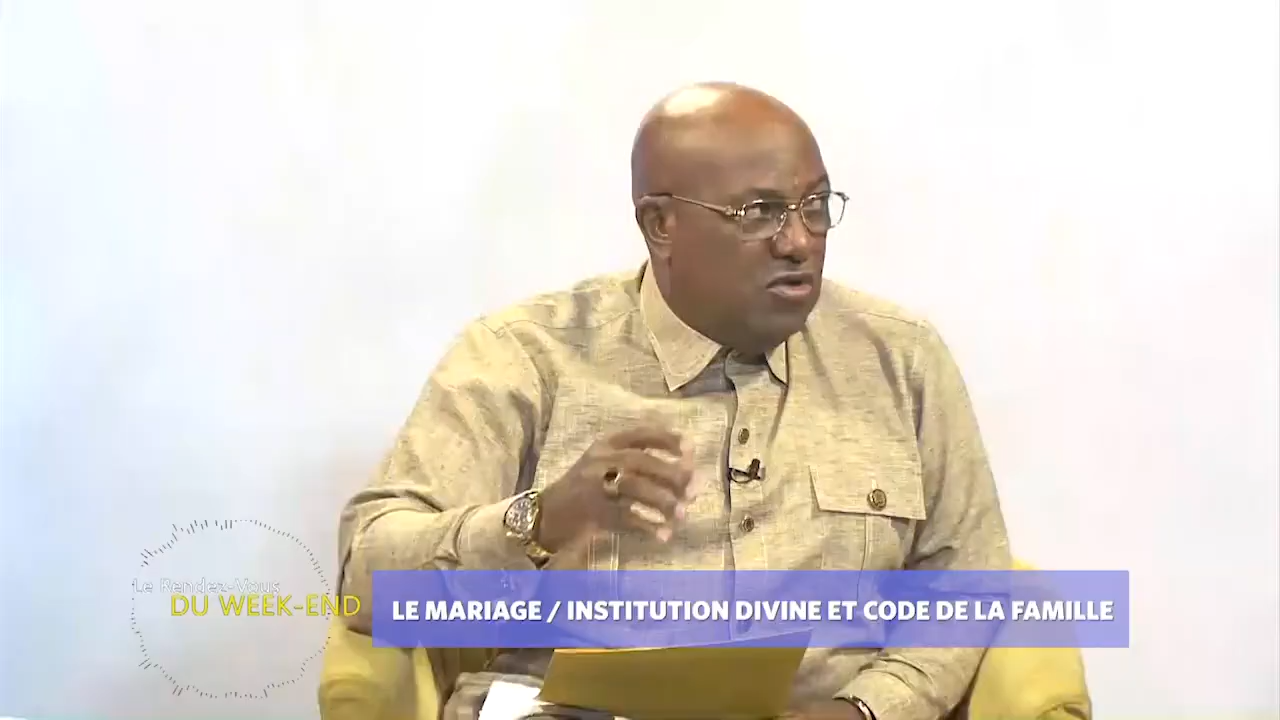 Le Rendez-Vous
DU WEEK-END
LE MARIAGE / INSTITUTION DIVINE ET CODE DE LA FAMILLE